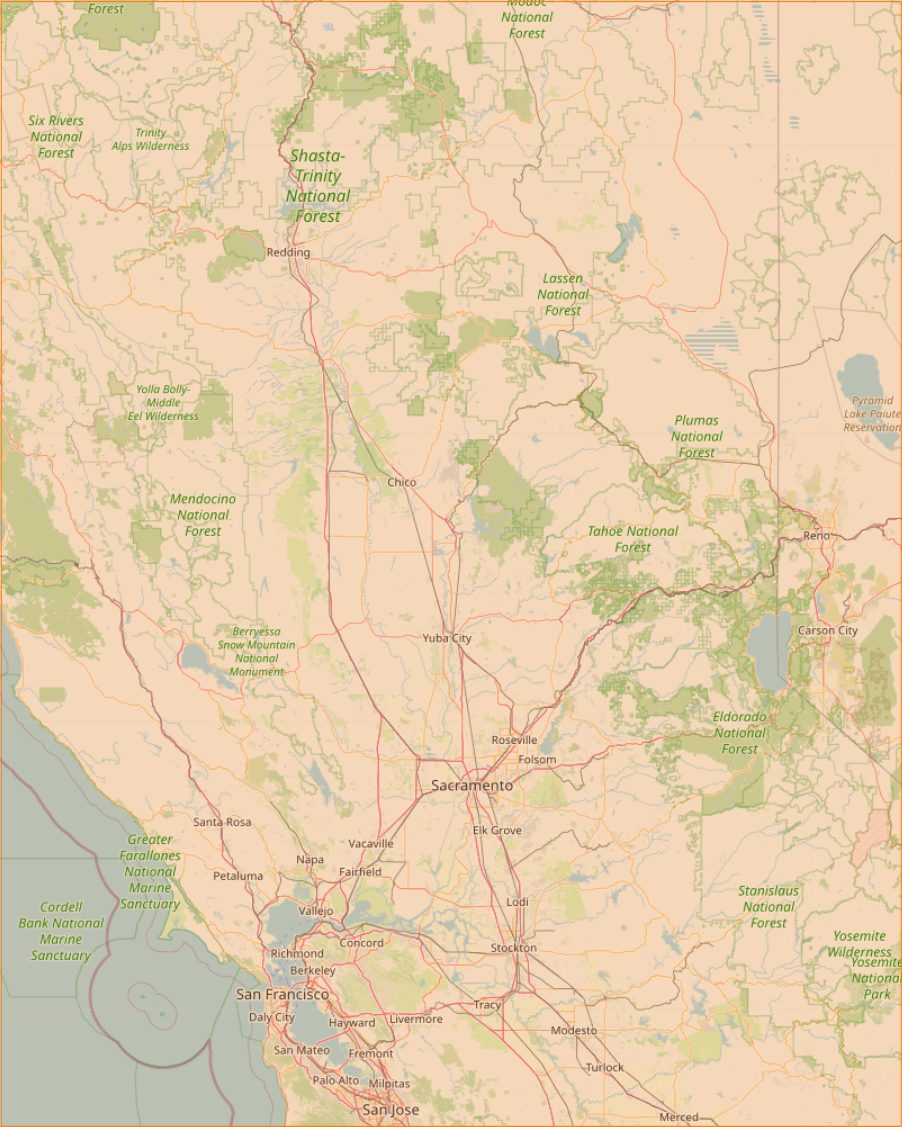 Forest
Modoc
National
Forest
Six Rivers
National
Forest
Trinity
Alps Wilderness
Shasta-
Trinity
National
Forest
Redding
Lassen
National
Forest
Yolla Bolly-
Middle
Eel Wilderness
Pyramid
Lake Paiute
Reservation
Plumas
National
Forest
Chico
Mendocino
National
Forest
Tahoe National
Forest
Reno
Berryessa
Snow Mountain
National
Monument
Yuba City
Carson City
Eldorado
National
Forest
Roseville
Folsom
Sacramento
Santa Rosa
Elk Grove
Greater
Farallones
National
Marine
Sanctuary
Vacaville
Napa
Fairfield
Petaluma
Cordell
Bank National
Marine
Sanctuary
Vallejo
Lodi
Stanislaus
National
Forest
Concord
Stockton
Yosemite
Wilderness
Yosemite
National
Park
Richmond
Berkeley
San Francisco
Daly City
Hayward
Livermore
Tracy
Modesto
San Mateo
Fremont
Turlock
Palo Alto
Milpitas
San Jose
Merced